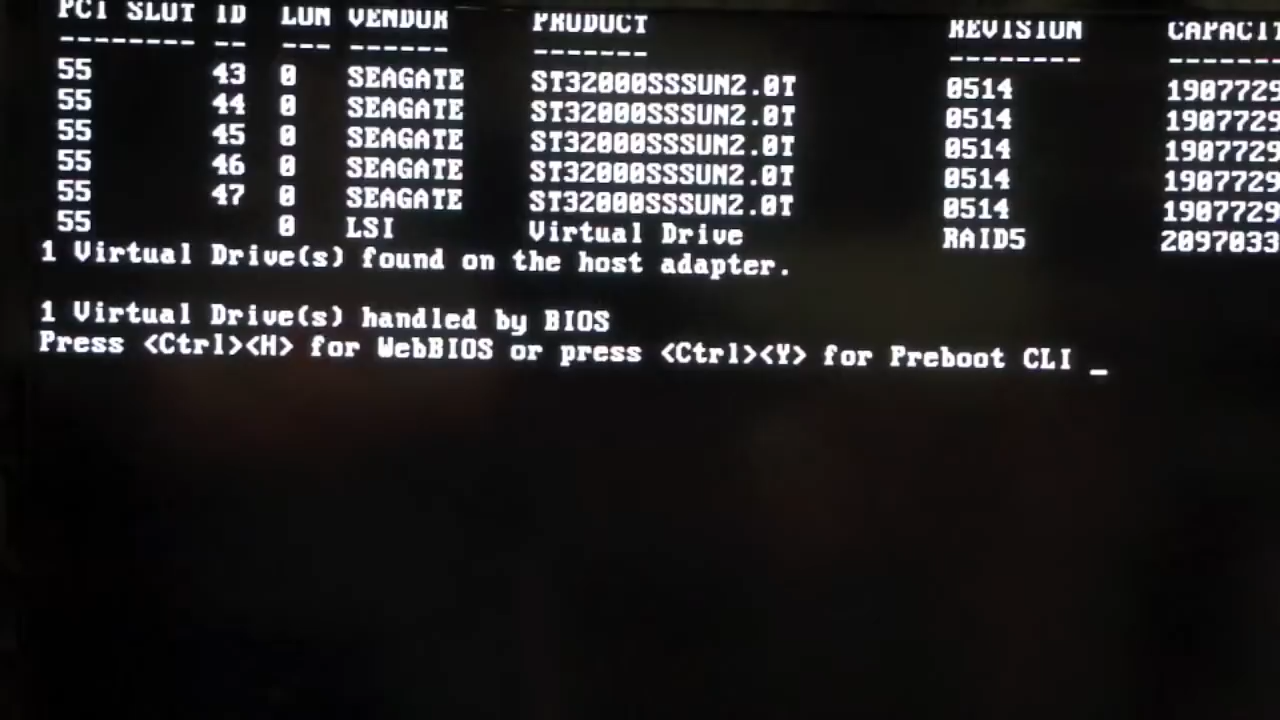 PCI SLOT ID LUN VENDOR PRODUCT REVISION CAPACIT
-------- -- --- ------ ------- -------- -------
55 43 0 SEAGATE ST32000SSSUN2.0T 0514 1907729
55 44 0 SEAGATE ST32000SSSUN2.0T 0514 1907729
55 45 0 SEAGATE ST32000SSSUN2.0T 0514 1907729
55 46 0 SEAGATE ST32000SSSUN2.0T 0514 1907729
55 47 0 SEAGATE ST32000SSSUN2.0T 0514 1907729
55 0 LSI Virtual Drive RAID5 2097033
1 Virtual Drive(s) found on the host adapter.
1 Virtual Drive(s) handled by BIOS
Press <Ctrl><H> for WebBIOS or press <Ctrl><Y> for Preboot CLI _